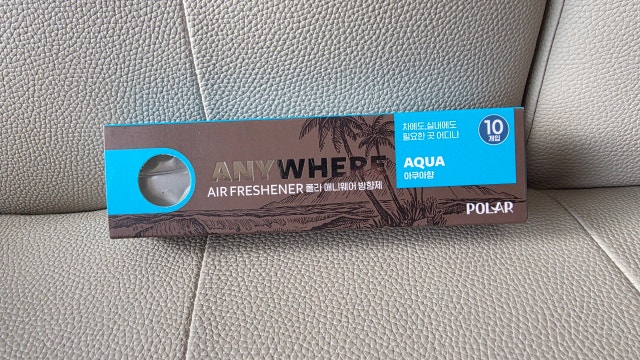 ANYWHERE
AIR FRESHENER 폴라 애니웨어 방향제
차에도, 실내에도
필요한 곳 어디나
10
개입
AQUA
아쿠아향
POLAR